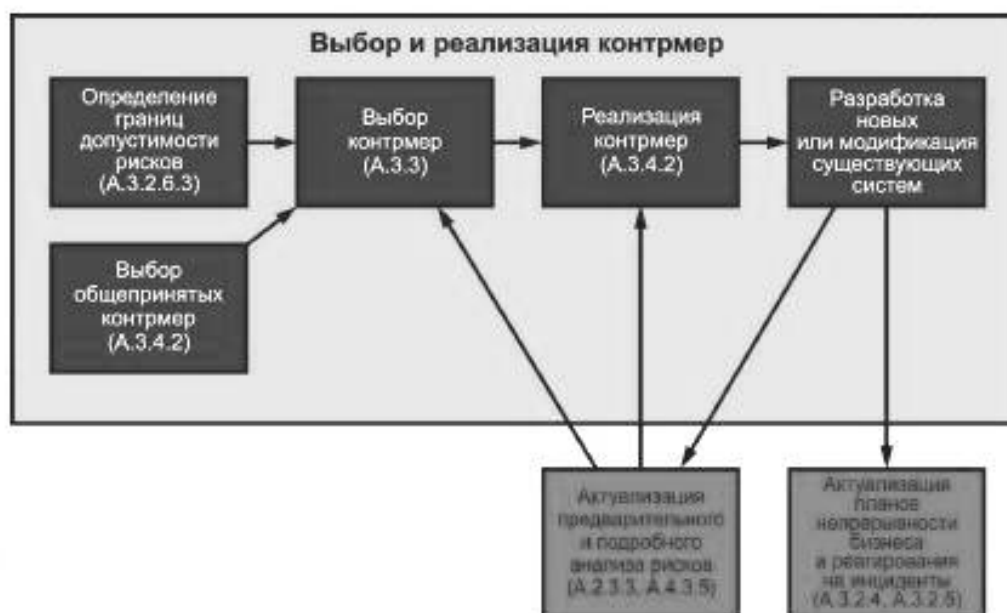 Выбор и реализация контрмер
Определение
границ
допустимости
рисков
(А.3.2.6.3)
Выбор
контрмер
(А.3.3)
Реализация
контрмер
(А.3.4.2)
Разработка
новых
или модификация
существующих
систем
Выбор
общепринятых
контрмер
(А.3.4.2)
Актуализация
предварительного
и подробного
анализа рисков
(А.2.3.3, А.4.3.5)
Актуализация
планов
непрерывности
бизнеса
и реагирования
на инциденты
(А.3.2.4, А.3.2.5)